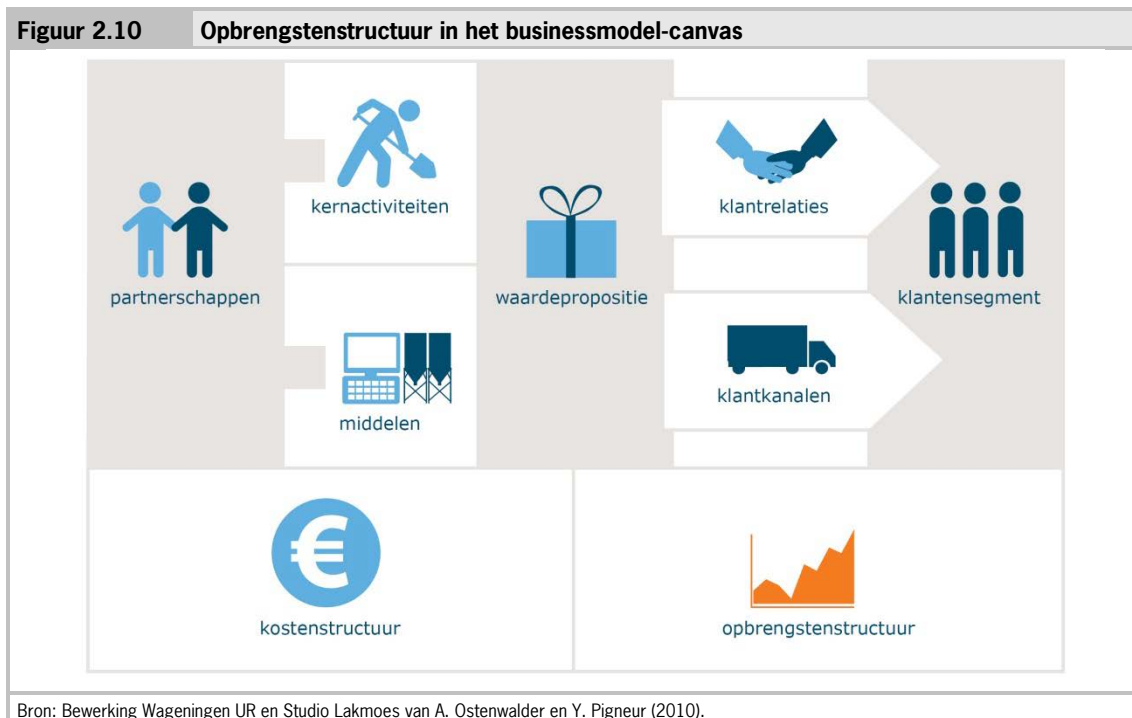 Figuur 2.10 Opbrengstenstructuur in het businessmodel-canvas
partnerschappen
kernactiviteiten
middelen
waardepropositie
klantrelaties
klantkanalen
klantensegment
kostenstructuur
opbrengstenstructuur
Bron: Bewerking Wageningen UR en Studio Lakmoes van A. Ostenwalder en Y. Pigneur (2010).